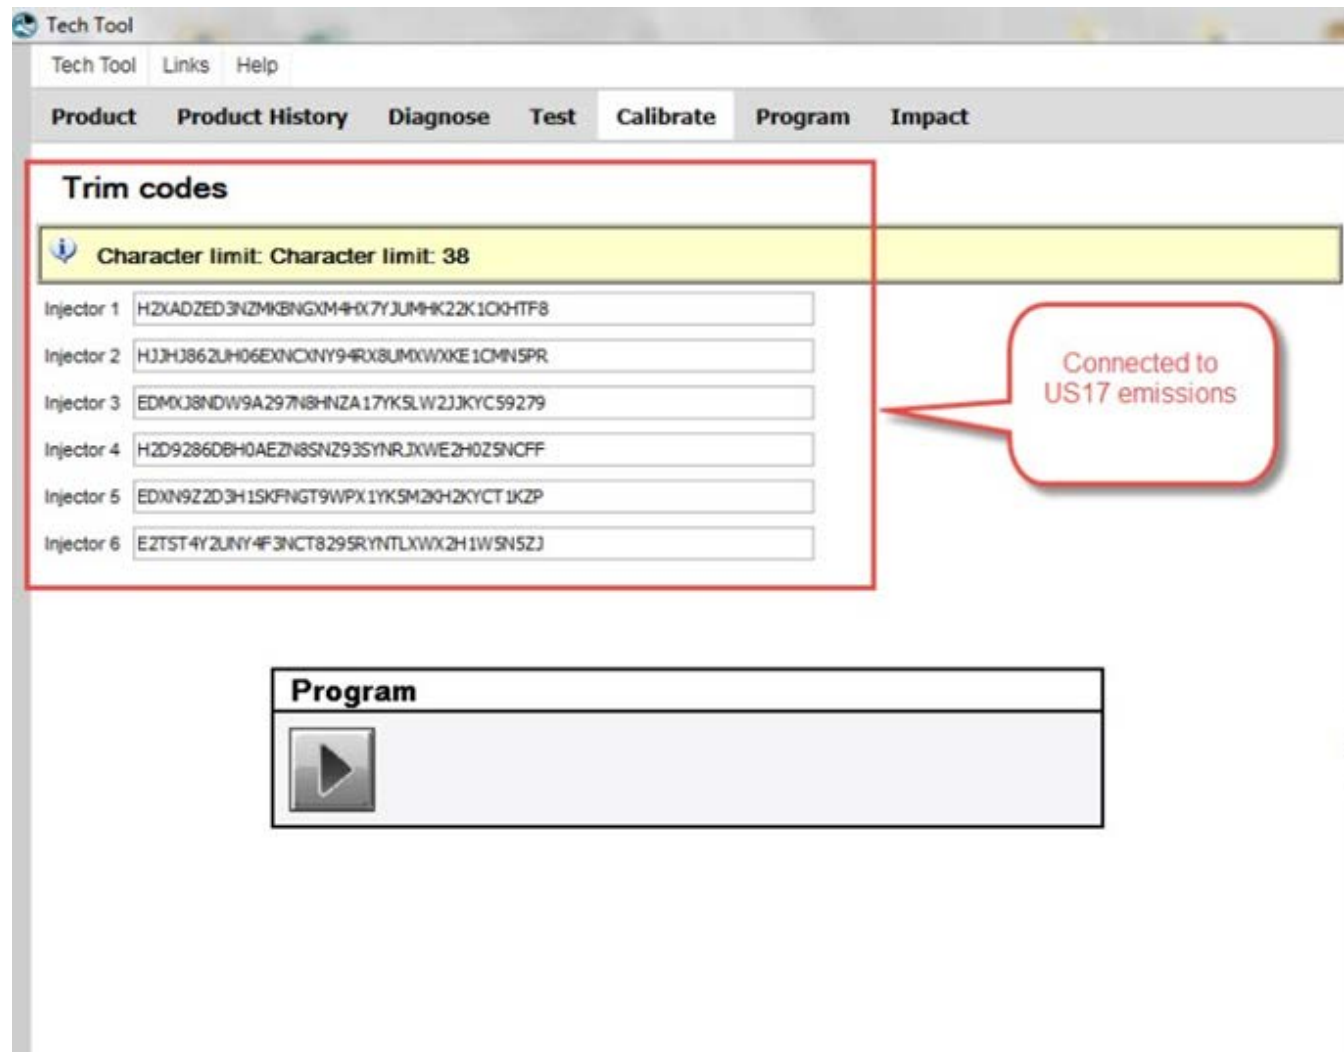 Tech Tool
Tech Tool Links Help
Product Product History Diagnose Test Calibrate Program Impact
Trim codes
Character limit: Character limit: 38
Injector 1 H2XADZED3NZMKBNGXM4HX7YJUMHK22K1CKHTF8
Injector 2 HJJHJ862UH06EXNCXNY94RX8UMXWXKE1CMN5PR
Injector 3 EDMXJ8NDW9A297N8HNZA17YK5LW2JJKYC59279
Injector 4 H2D9286DBH0AEZN8SNZ93SYNRJXWE2H0Z5NCFF
Injector 5 EDXN9Z2D3H1SKFNGT9WPX1YK5M2KH2KYCT1KZP
Injector 6 E2TST4Y2UNY4F3NCT8295RYNTLXWX2H1W5N5ZJ
Connected to
US17 emissions
Program